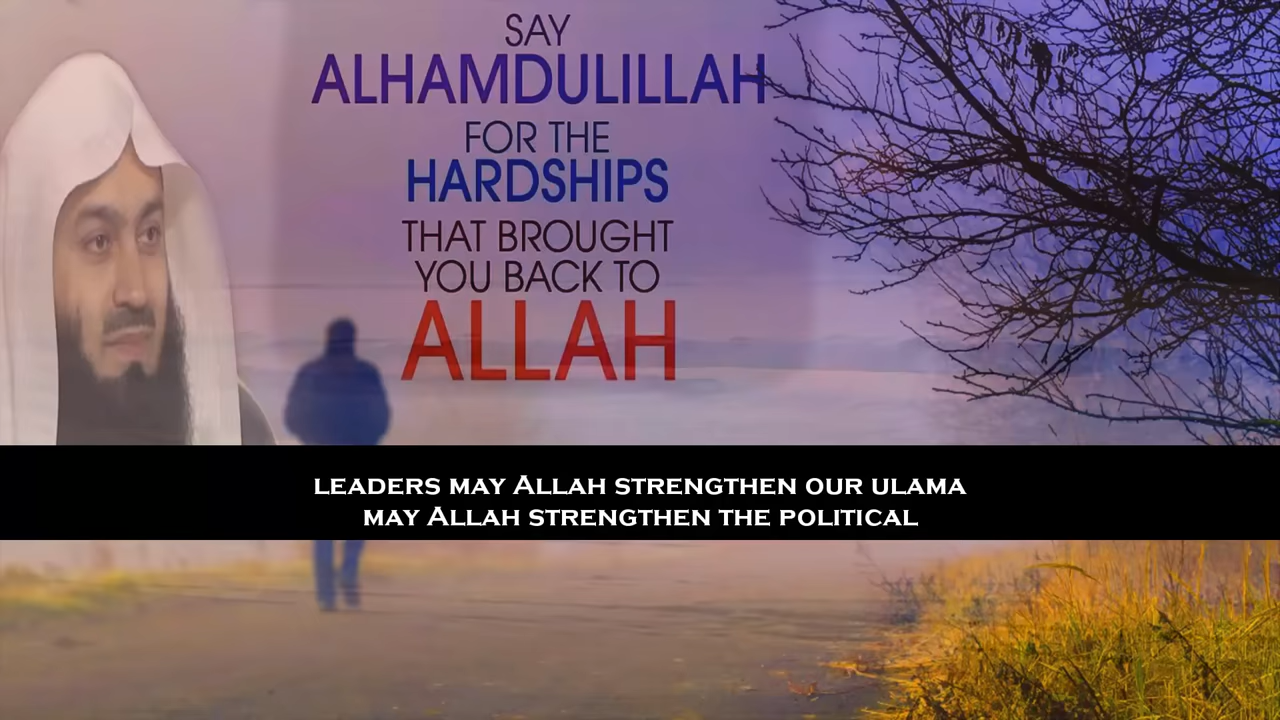 SAY
ALHAMDULILLAH
FOR THE
HARDSHIPS
THAT BROUGHT
YOU BACK TO
ALLAH
LEADERS MAY ALLAH STRENGTHEN OUR ULAMA
MAY ALLAH STRENGTHEN THE POLITICAL